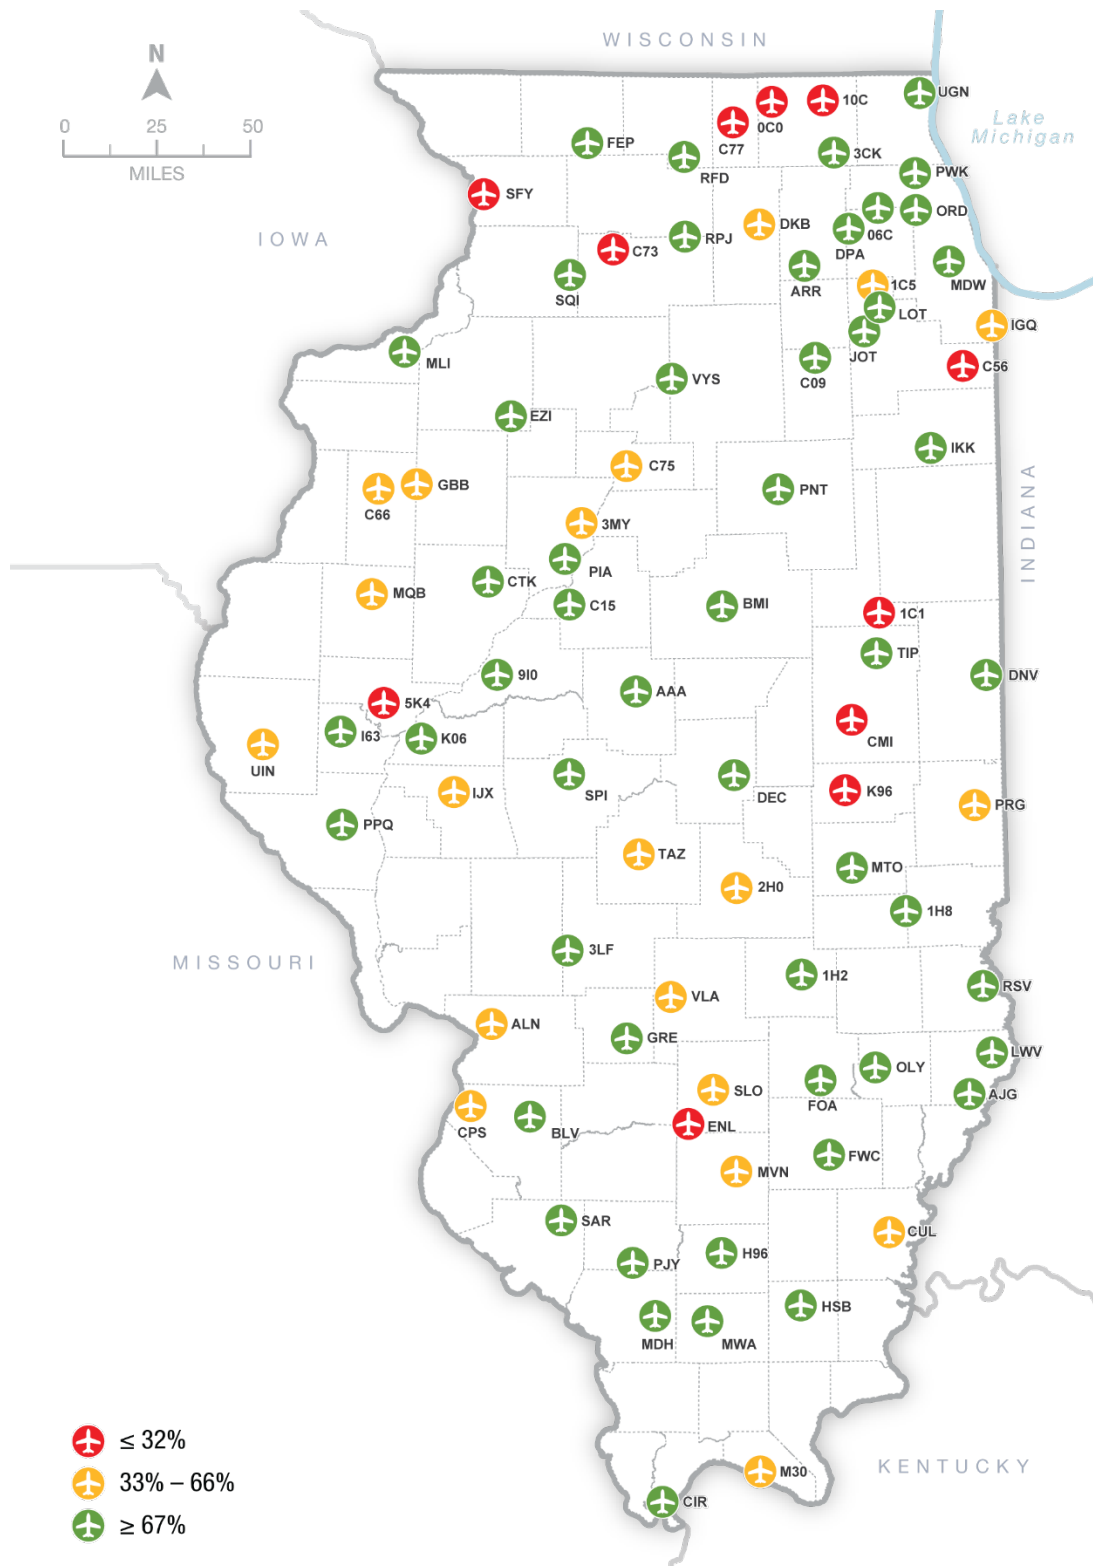 WISCONSIN
N
0 25 50
MILES
UGN
10C
0C0
C77
Lake
Michigan
FEP
RFD
3CK
PWK
SFY
ORD
IOWA
DKB
06C
RPJ
DPA
C73
MDW
SQI
ARR
1C5
LOT
IGQ
MLI
JOT
C09
C56
VYS
EZI
IKK
C75
GBB
PNT
C66
INDIANA
3MY
PIA
CTK
MQB
C15
BMI
1C1
TIP
9I0
DNV
AAA
5K4
I63
K06
CMI
UIN
SPI
DEC
IJX
K96
PRG
PPQ
TAZ
MTO
2H0
1H8
3LF
MISSOURI
1H2
RSV
VLA
ALN
GRE
LWV
OLY
SLO
FOA
AJG
CPS
BLV
ENL
FWC
MVN
SAR
CUL
H96
PJY
HSB
MDH
MWA
≤ 32%
33% – 66%
≥ 67%
KENTUCKY
M30
CIR